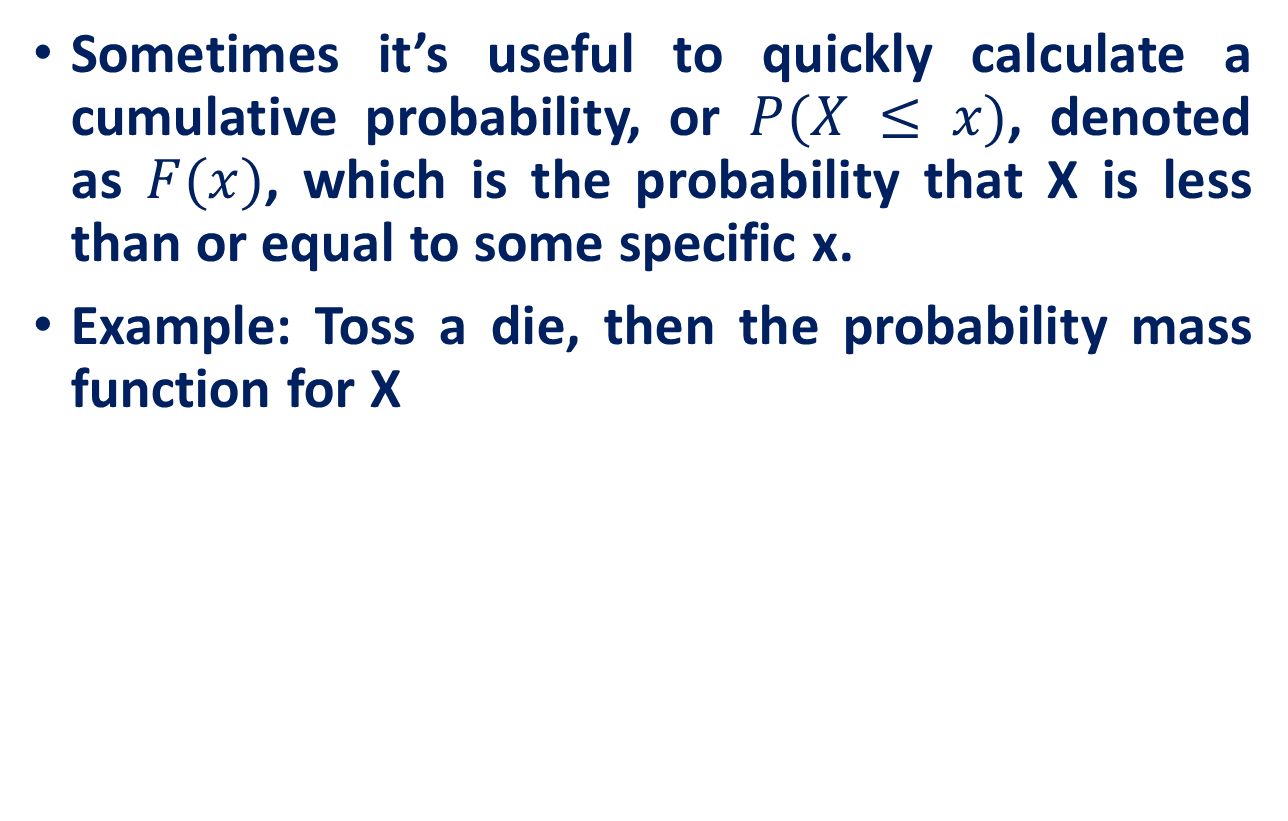 • Sometimes it’s useful to quickly calculate a
cumulative probability, or 𝑃(𝑋 ≤ 𝑥), denoted
as 𝐹(𝑥), which is the probability that X is less
than or equal to some specific x.
• Example: Toss a die, then the probability mass
function for X